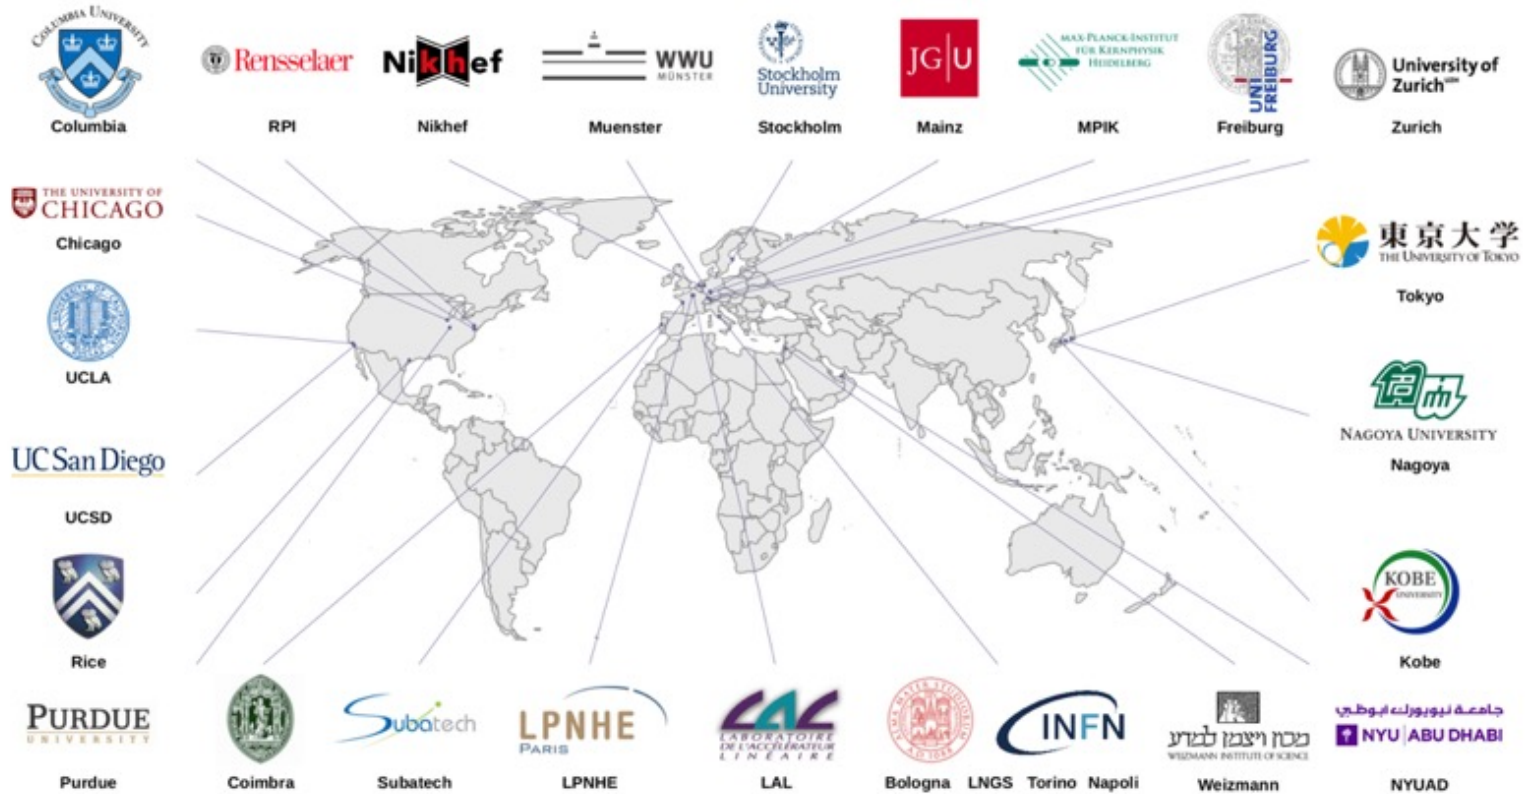 COLUMBIA UNIVERSITY
Columbia
Rensselaer
RPI
Nikhef
Nikhef
WWU
MÜNSTER
Muenster
Stockholm
University
Stockholm
JG|U
Mainz
MAX-PLANCK-INSTITUT
FÜR KERNPHYSIK
HEIDELBERG
MPIK
UNI
FREIBURG
Freiburg
University of
Zurich UZH
Zurich
THE UNIVERSITY OF
CHICAGO
Chicago
UCLA
UC San Diego
UCSD
Rice
PURDUE
UNIVERSITY
Purdue
東京大学
THE UNIVERSITY OF TOKYO
Tokyo
NAGOYA UNIVERSITY
Nagoya
KOBE
UNIVERSITY
Kobe
Coimbra
Subatech
Subatech
LPNHE
PARIS
LPNHE
LAL
LABORATOIRE
DE L'ACCÉLÉRATEUR
LINÉAIRE
LAL
ALMA MATER STUDIORUM
Bologna
INFN
LNGS Torino Napoli
מכון ויצמן למדע
WEIZMANN INSTITUTE OF SCIENCE
Weizmann
جامعة نيويورك أبوظبي
NYU | ABU DHABI
NYUAD